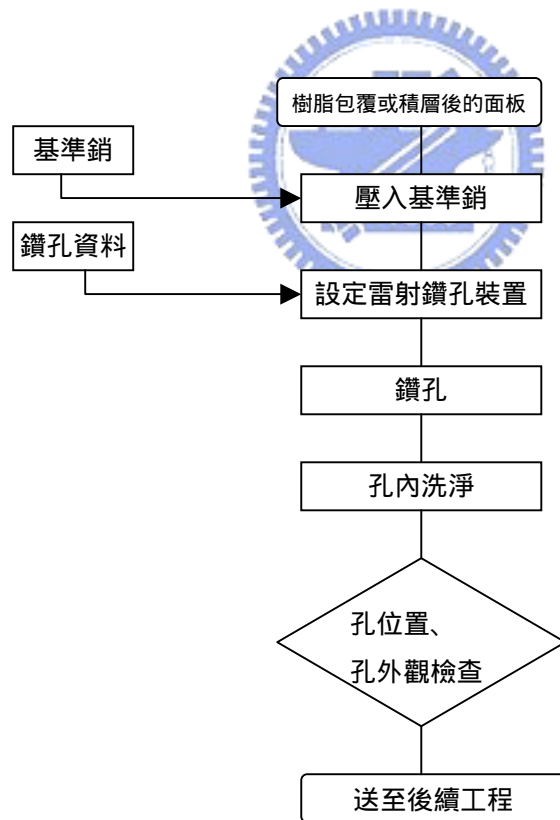 樹脂包覆或積層後的面板
基準銷
壓入基準銷
鑽孔資料
設定雷射鑽孔裝置
鑽孔
孔內洗淨
孔位置、
孔外觀檢查
送至後續工程